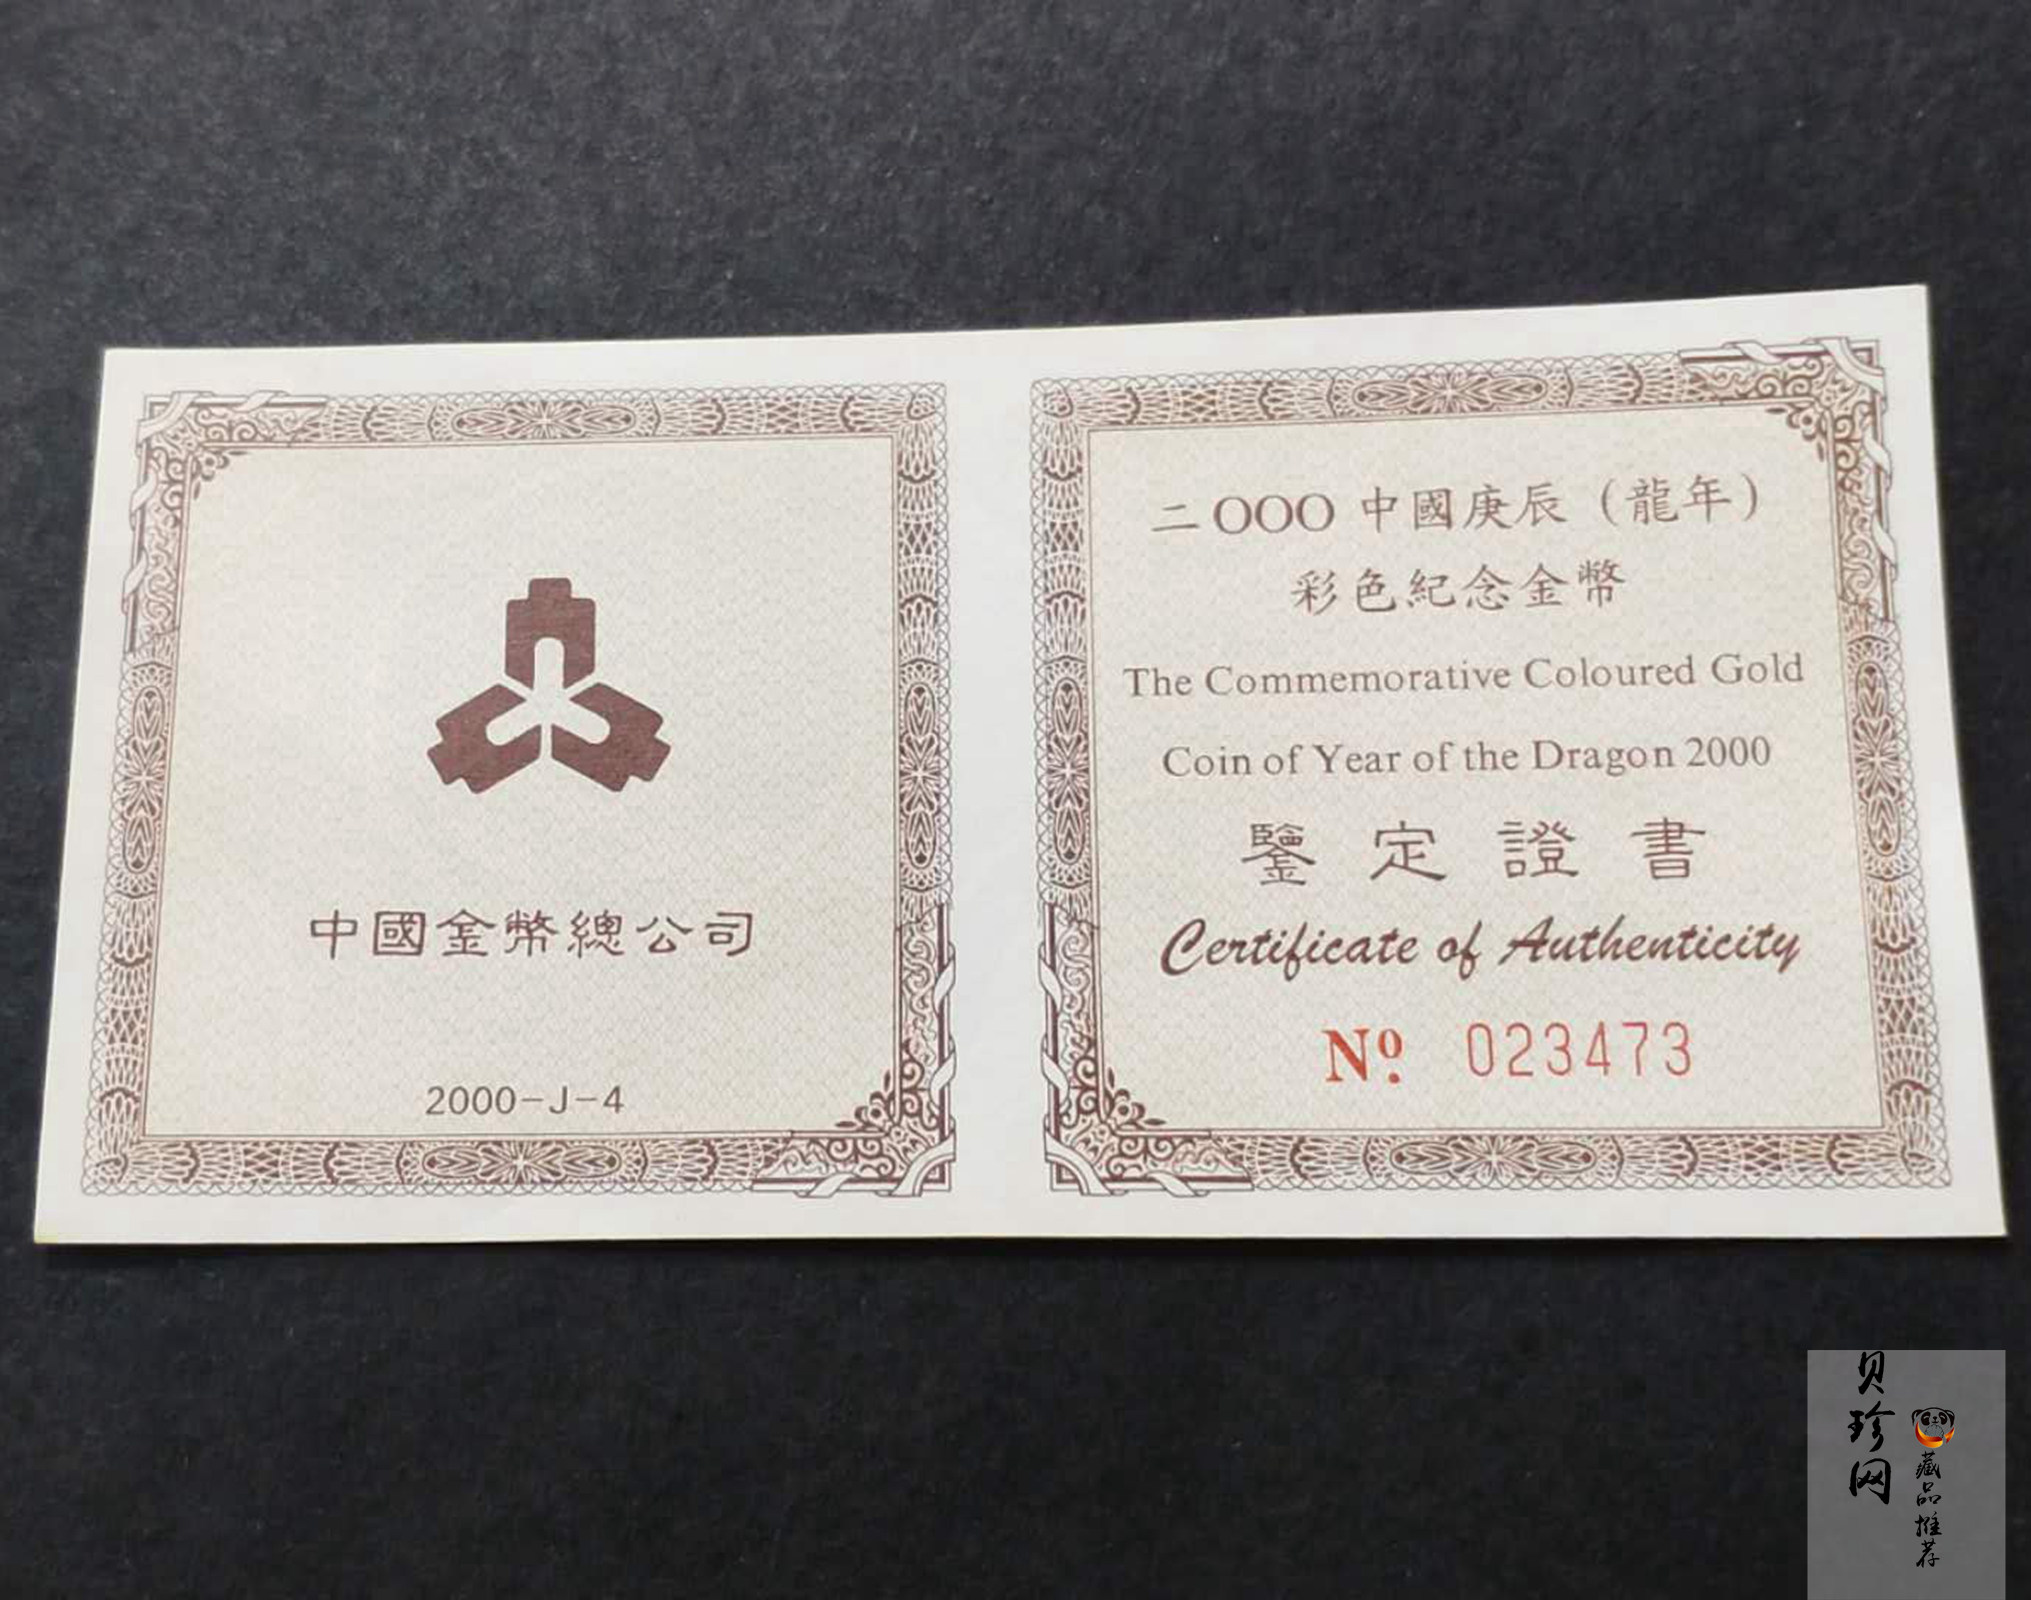 中國金幣總公司
2000-J-4
二OOO 中國庚辰（龍年）
彩色紀念金幣
The Commemorative Coloured Gold
Coin of Year of the Dragon 2000
鑒定證書
Certificate of Authenticity
Nº. 023473
贝珍网
藏品推荐